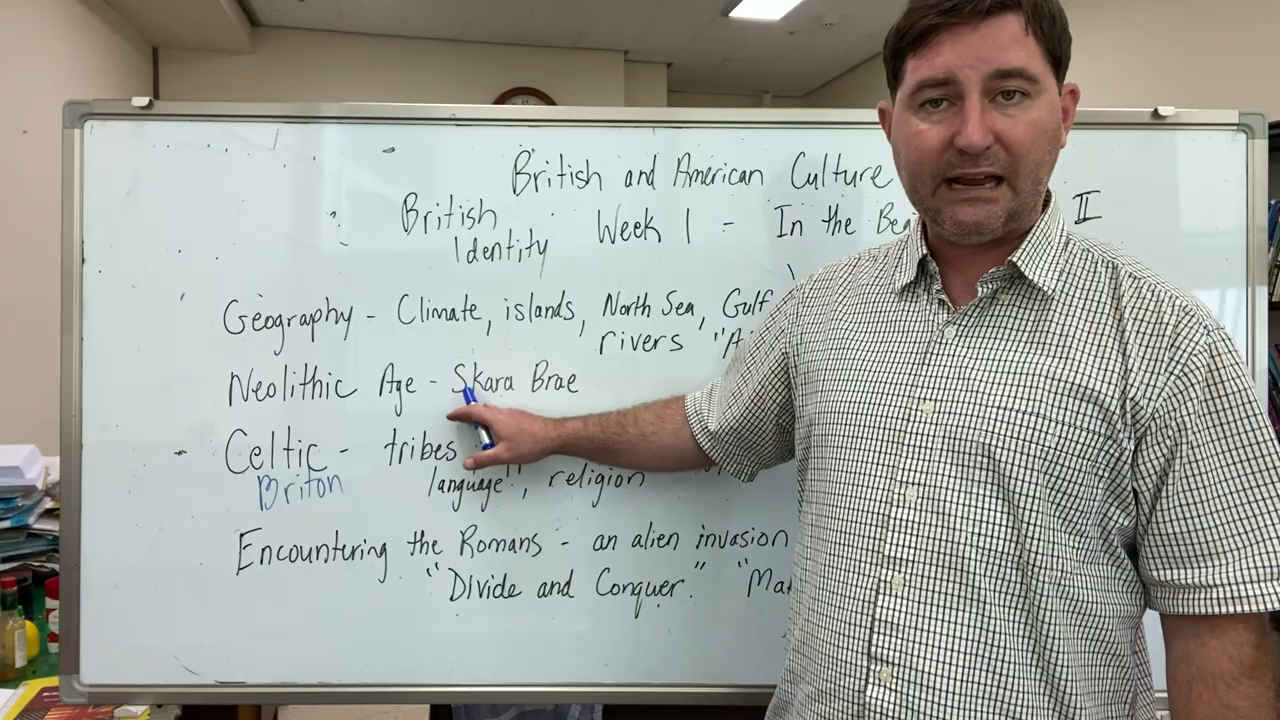 British and American Culture II
British Identity Week 1 - In the
Geography - Climate, islands, North Sea, Gulf
rivers
Neolithic Age - Skara Brae
Celtic - tribes
Briton language", religion
Encountering the Romans - an alien invasion
"Divide and Conquer."